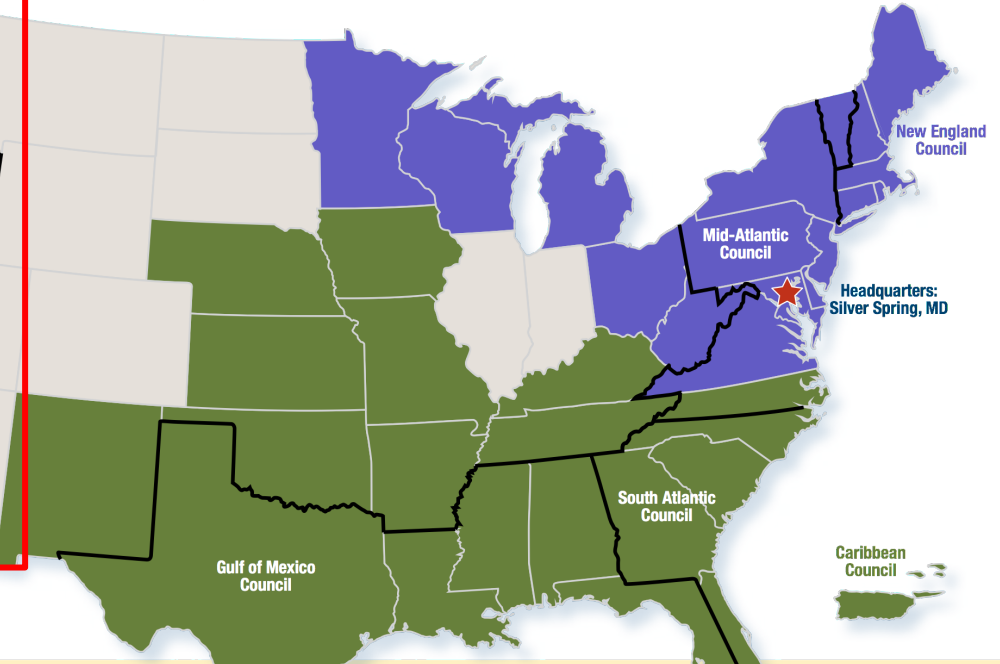 New England
Council
Mid-Atlantic
Council
Headquarters:
Silver Spring, MD
South Atlantic
Council
Caribbean
Council
Gulf of Mexico
Council